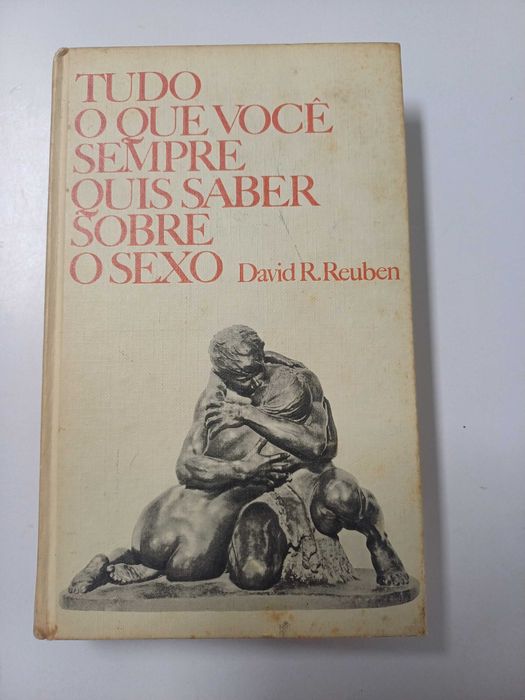 TUDO
O QUE VOCÊ
SEMPRE
QUIS SABER
SOBRE
O SEXO David R. Reuben